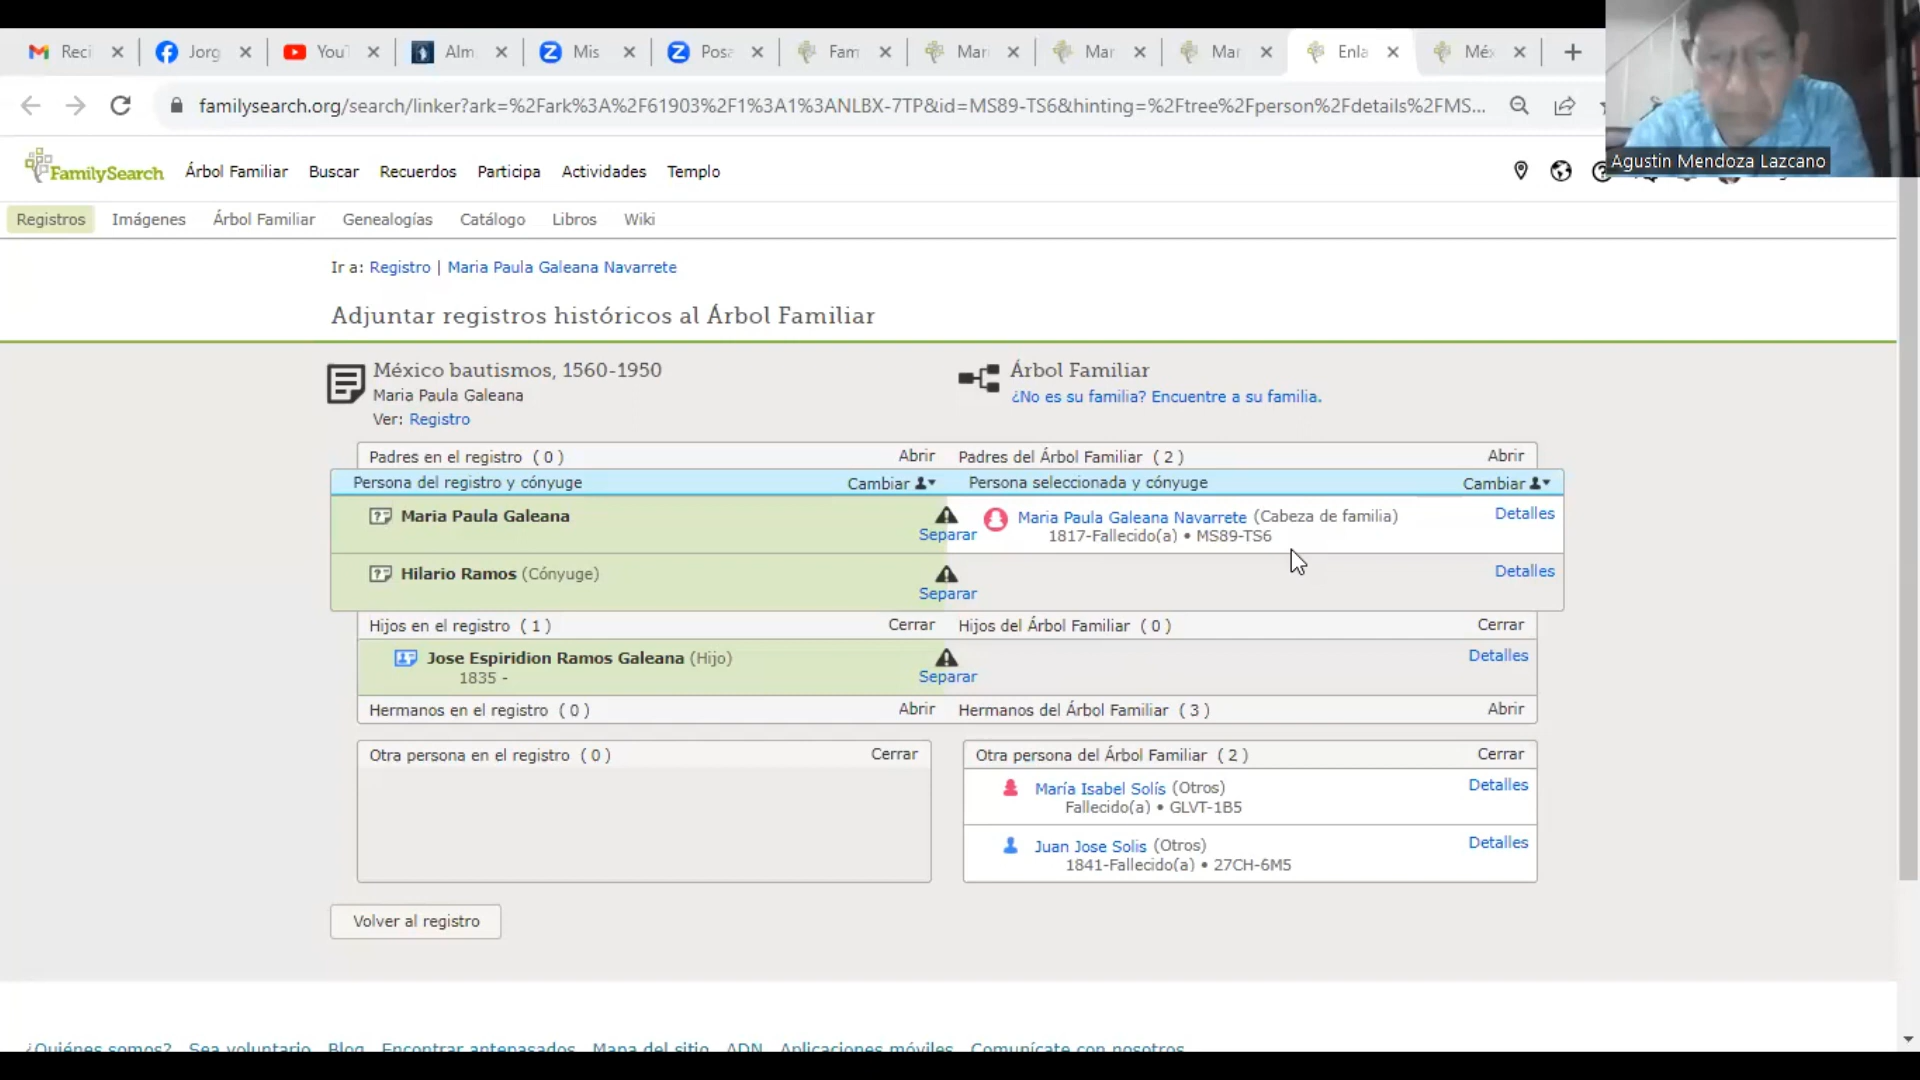 Reci
Jorg
YouT
Alm
Mis
Posa
Fam
Mari
Mar
Mar
Enla
Méx
familysearch.org/search/linker?ark=%2Fark%3A%2F61903%2F1%3A1%3ANLBX-7TP&id=MS89-TS6&hinting=%2Ftree%2Fperson%2Fdetails%2FMS...
Agustin Mendoza Lazcano
FamilySearch Árbol Familiar Buscar Recuerdos Participa Actividades Templo
Registros Imágenes Árbol Familiar Genealogías Catálogo Libros Wiki
Ir a: Registro | Maria Paula Galeana Navarrete
Adjuntar registros históricos al Árbol Familiar
México bautismos, 1560-1950
Maria Paula Galeana
Ver: Registro
Árbol Familiar
¿No es su familia? Encuentre a su familia.
Padres en el registro ( 0 ) Abrir Padres del Árbol Familiar ( 2 ) Abrir
Persona del registro y cónyuge Cambiar Persona seleccionada y cónyuge Cambiar
Maria Paula Galeana Separar Maria Paula Galeana Navarrete (Cabeza de familia) Detalles
1817-Fallecido(a) • MS89-TS6
Hilario Ramos (Cónyuge) Separar Detalles
Hijos en el registro ( 1 ) Cerrar Hijos del Árbol Familiar ( 0 ) Cerrar
Jose Espiridion Ramos Galeana (Hijo) Separar Detalles
1835 -
Hermanos en el registro ( 0 ) Abrir Hermanos del Árbol Familiar ( 3 ) Abrir
Otra persona en el registro ( 0 ) Cerrar Otra persona del Árbol Familiar ( 2 ) Cerrar
María Isabel Solís (Otros) Detalles
Fallecido(a) • GLVT-1B5
Juan Jose Solis (Otros) Detalles
1841-Fallecido(a) • 27CH-6M5
Volver al registro
¿Quiénes somos? Sea voluntario Blog Encontrar antepasados Mapa del sitio ADN Aplicaciones móviles Comunícate con nosotros